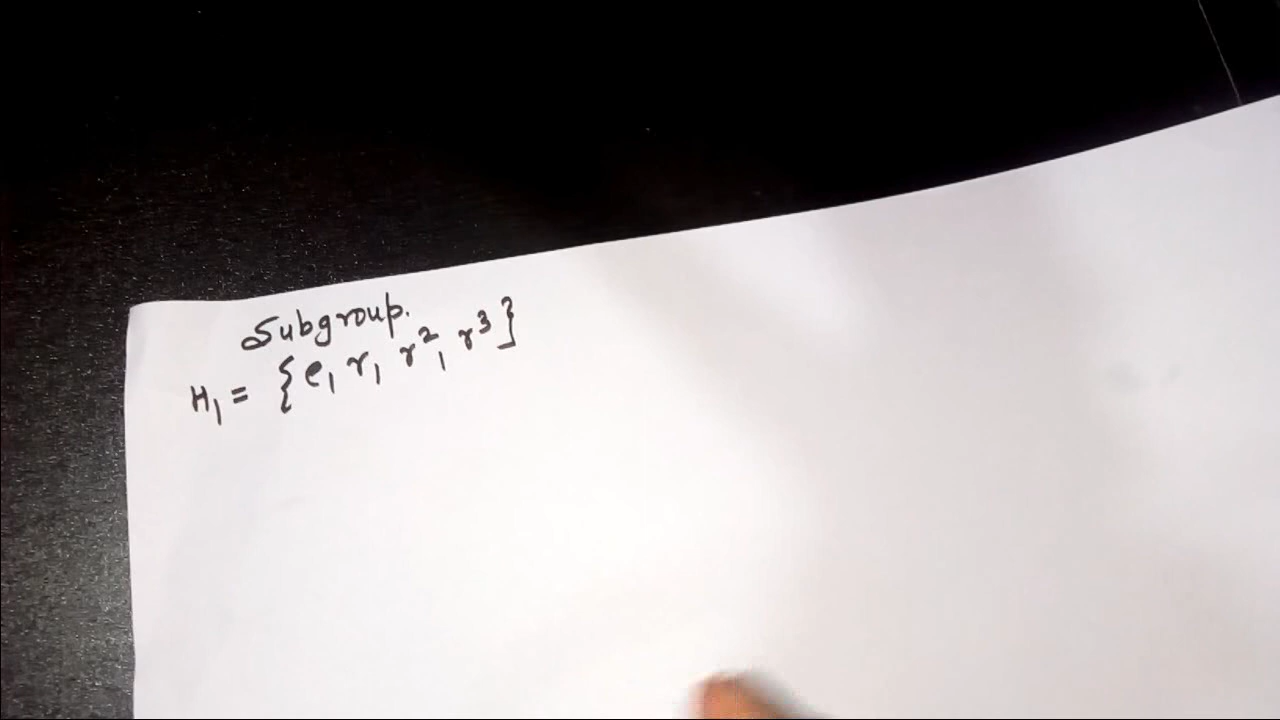 Subgroup.
H₁ = {e, r, r², r³}